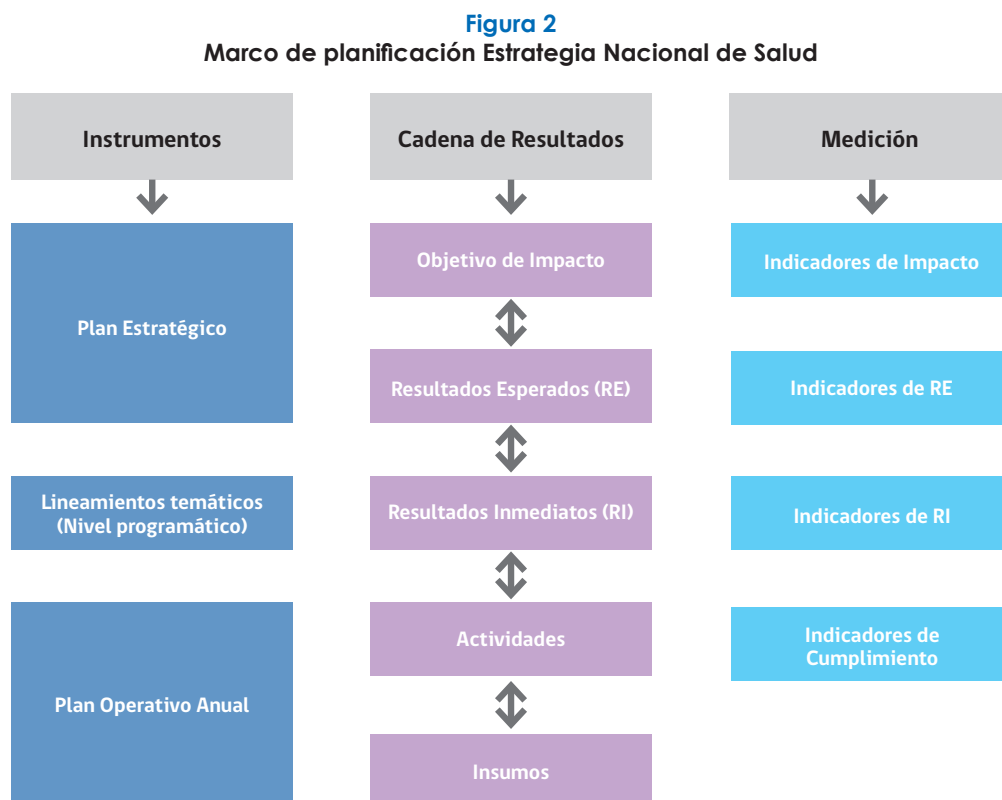 Figura 2
Marco de planificación Estrategia Nacional de Salud
Instrumentos
Cadena de Resultados
Medición
Plan Estratégico
Objetivo de Impacto
Indicadores de Impacto
Resultados Esperados (RE)
Indicadores de RE
Lineamientos temáticos
(Nivel programático)
Resultados Inmediatos (RI)
Indicadores de RI
Plan Operativo Anual
Actividades
Indicadores de
Cumplimiento
Insumos